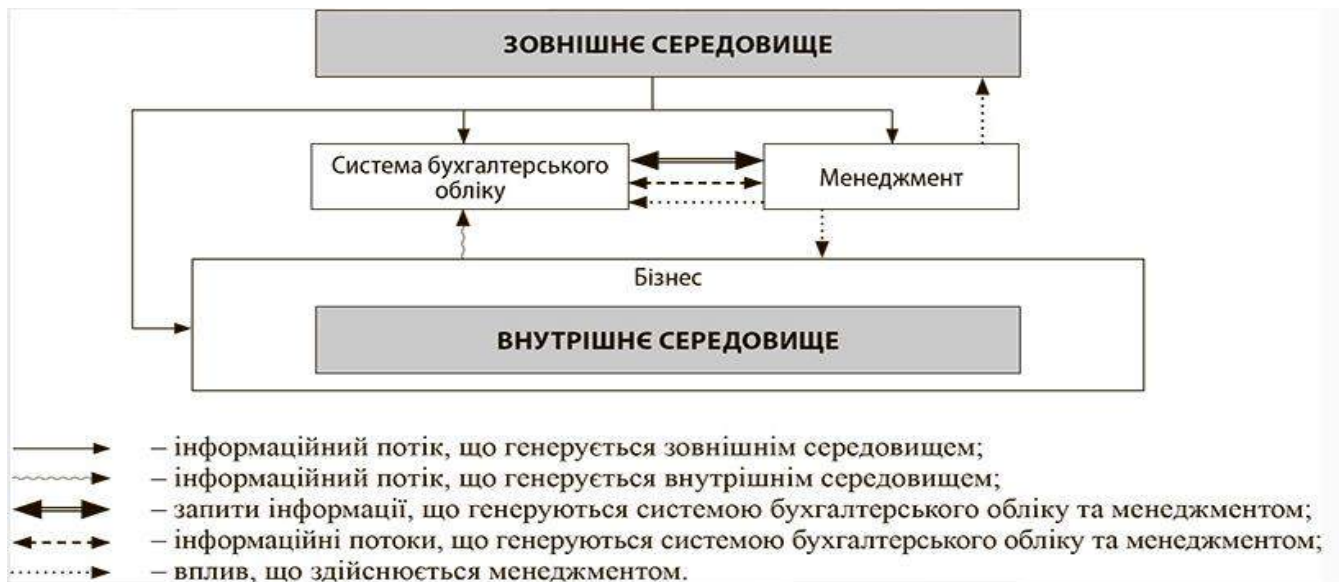 ЗОВНІШНЄ СЕРЕДОВИЩЕ
Система бухгалтерського
обліку
Менеджмент
Бізнес
ВНУТРІШНЄ СЕРЕДОВИЩЕ
– інформаційний потік, що генерується зовнішнім середовищем;
– інформаційний потік, що генерується внутрішнім середовищем;
– запити інформації, що генеруються системою бухгалтерського обліку та менеджментом;
– інформаційні потоки, що генеруються системою бухгалтерського обліку та менеджментом;
– вплив, що здійснюється менеджментом.